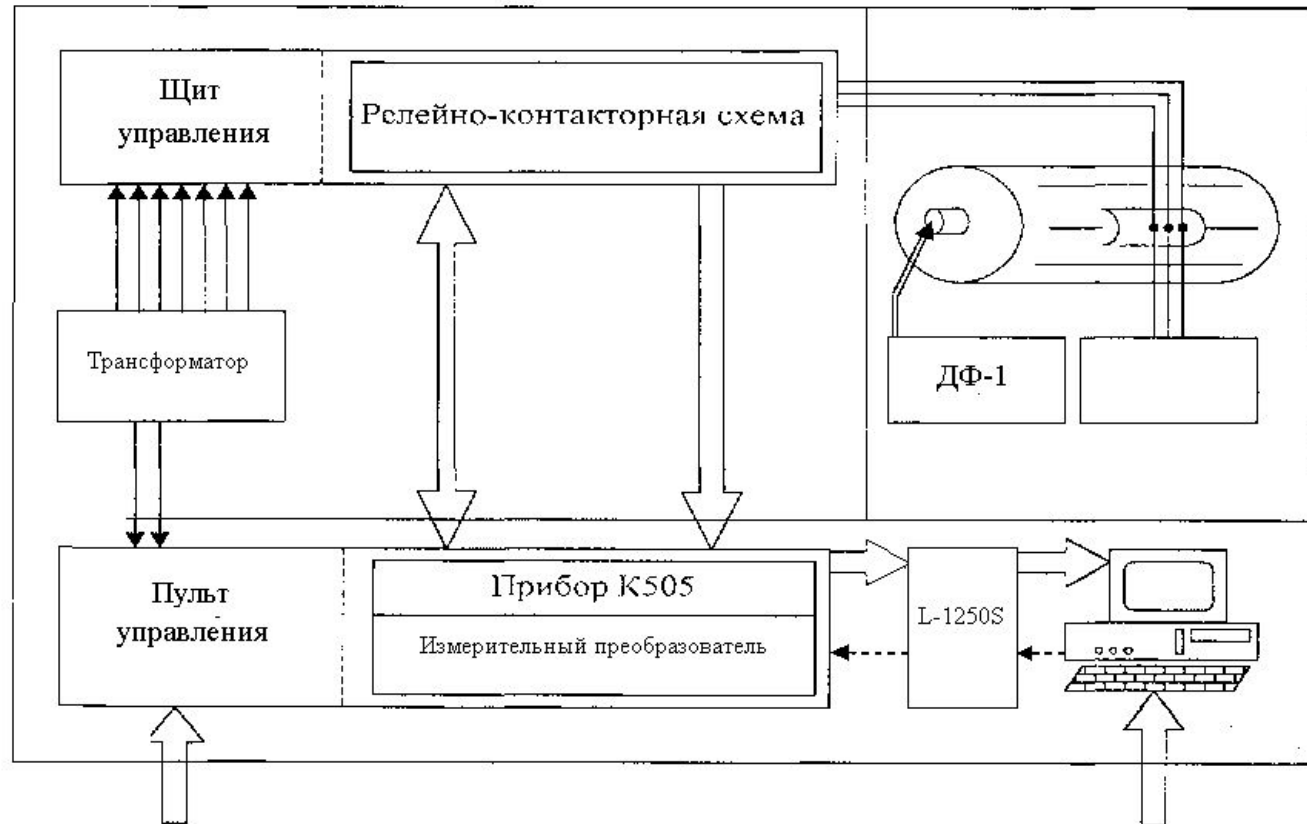 Щит
управления
Релейно-контакторная схема
Трансформатор
ДФ-1
Пульт
управления
Прибор К505
Измерительный преобразователь
L-1250S